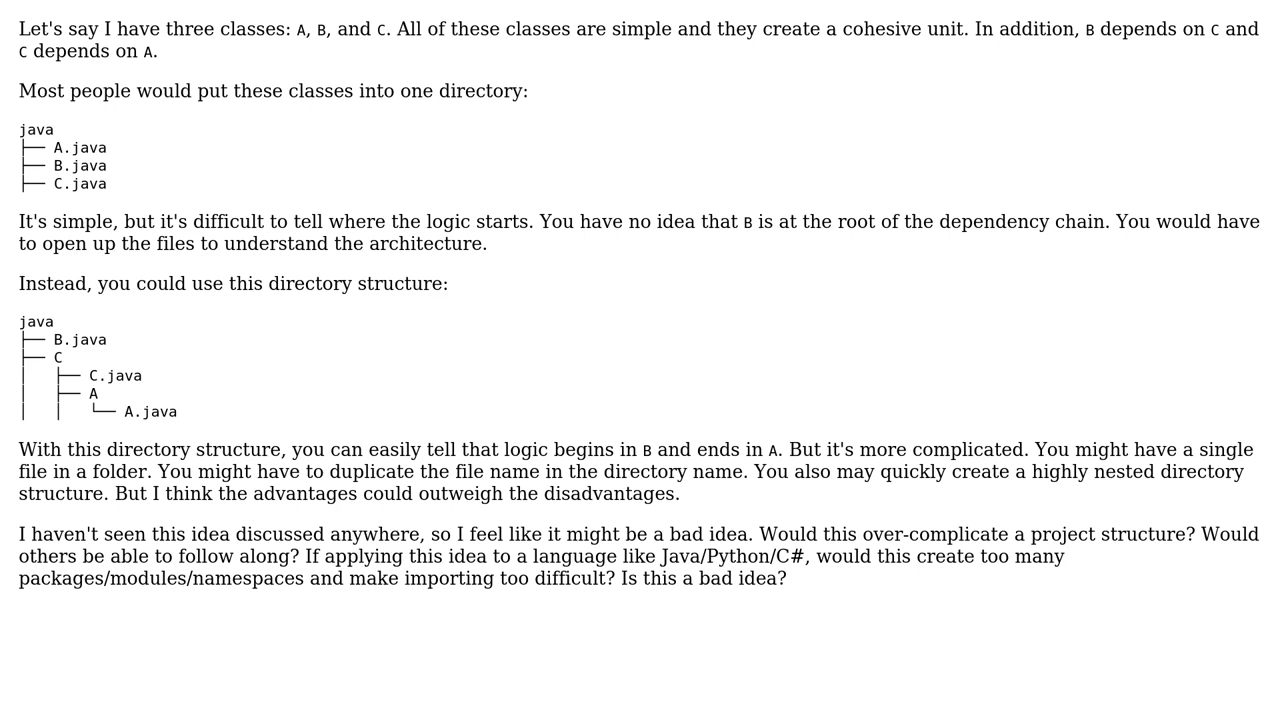 Let's say I have three classes: A, B, and C. All of these classes are simple and they create a cohesive unit. In addition, B depends on C and
C depends on A.
Most people would put these classes into one directory:
java
├── A.java
├── B.java
├── C.java
It's simple, but it's difficult to tell where the logic starts. You have no idea that B is at the root of the dependency chain. You would have
to open up the files to understand the architecture.
Instead, you could use this directory structure:
java
├── B.java
├── C
│   ├── C.java
│   ├── A
│   │   └── A.java
With this directory structure, you can easily tell that logic begins in B and ends in A. But it's more complicated. You might have a single
file in a folder. You might have to duplicate the file name in the directory name. You also may quickly create a highly nested directory
structure. But I think the advantages could outweigh the disadvantages.
I haven't seen this idea discussed anywhere, so I feel like it might be a bad idea. Would this over-complicate a project structure? Would
others be able to follow along? If applying this idea to a language like Java/Python/C#, would this create too many
packages/modules/namespaces and make importing too difficult? Is this a bad idea?